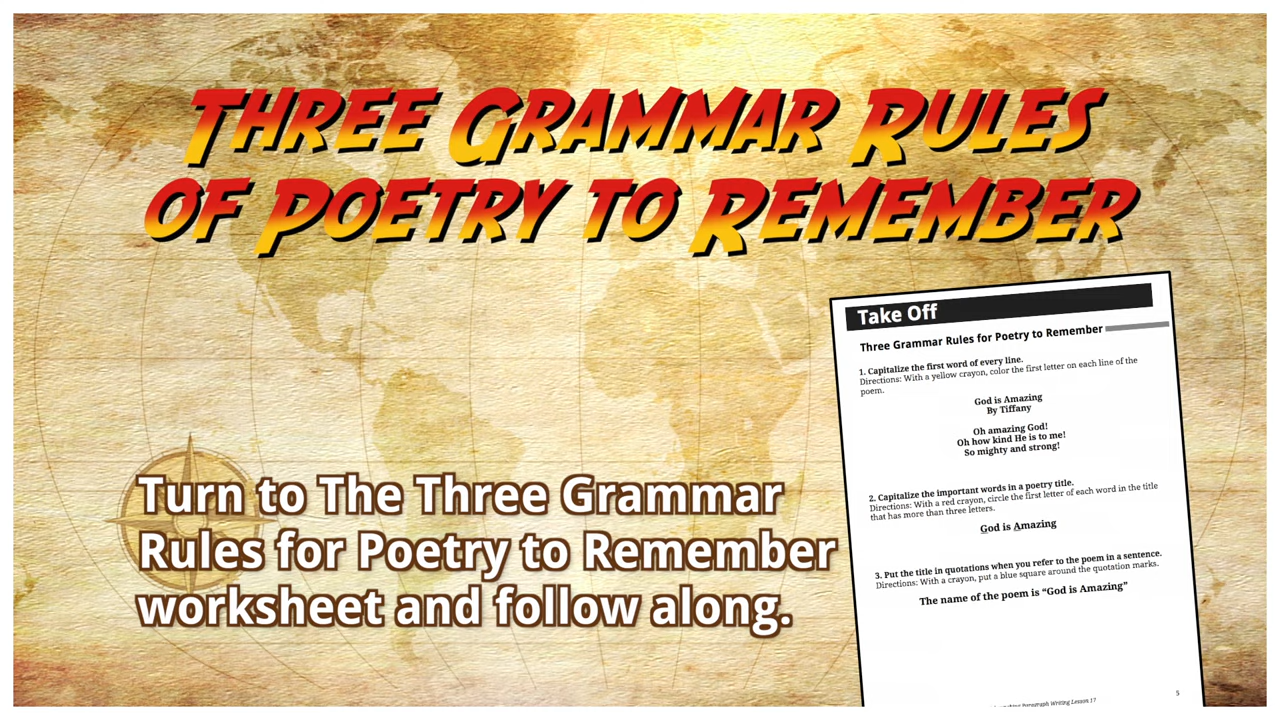 Three Grammar Rules
of Poetry to Remember
Turn to The Three Grammar
Rules for Poetry to Remember
worksheet and follow along.
Take Off
Three Grammar Rules for Poetry to Remember
1. Capitalize the first word of every line.
Directions: With a yellow crayon, color the first letter on each line of the
poem.
God is Amazing
By Tiffany
Oh amazing God!
Oh how kind He is to me!
So mighty and strong!
2. Capitalize the important words in a poetry title.
Directions: With a red crayon, circle the first letter of each word in the title
that has more than three letters.
God is Amazing
3. Put the title in quotations when you refer to the poem in a sentence.
Directions: With a crayon, put a blue square around the quotation marks.
The name of the poem is “God is Amazing”
Paragraph Writing Lesson 17
5